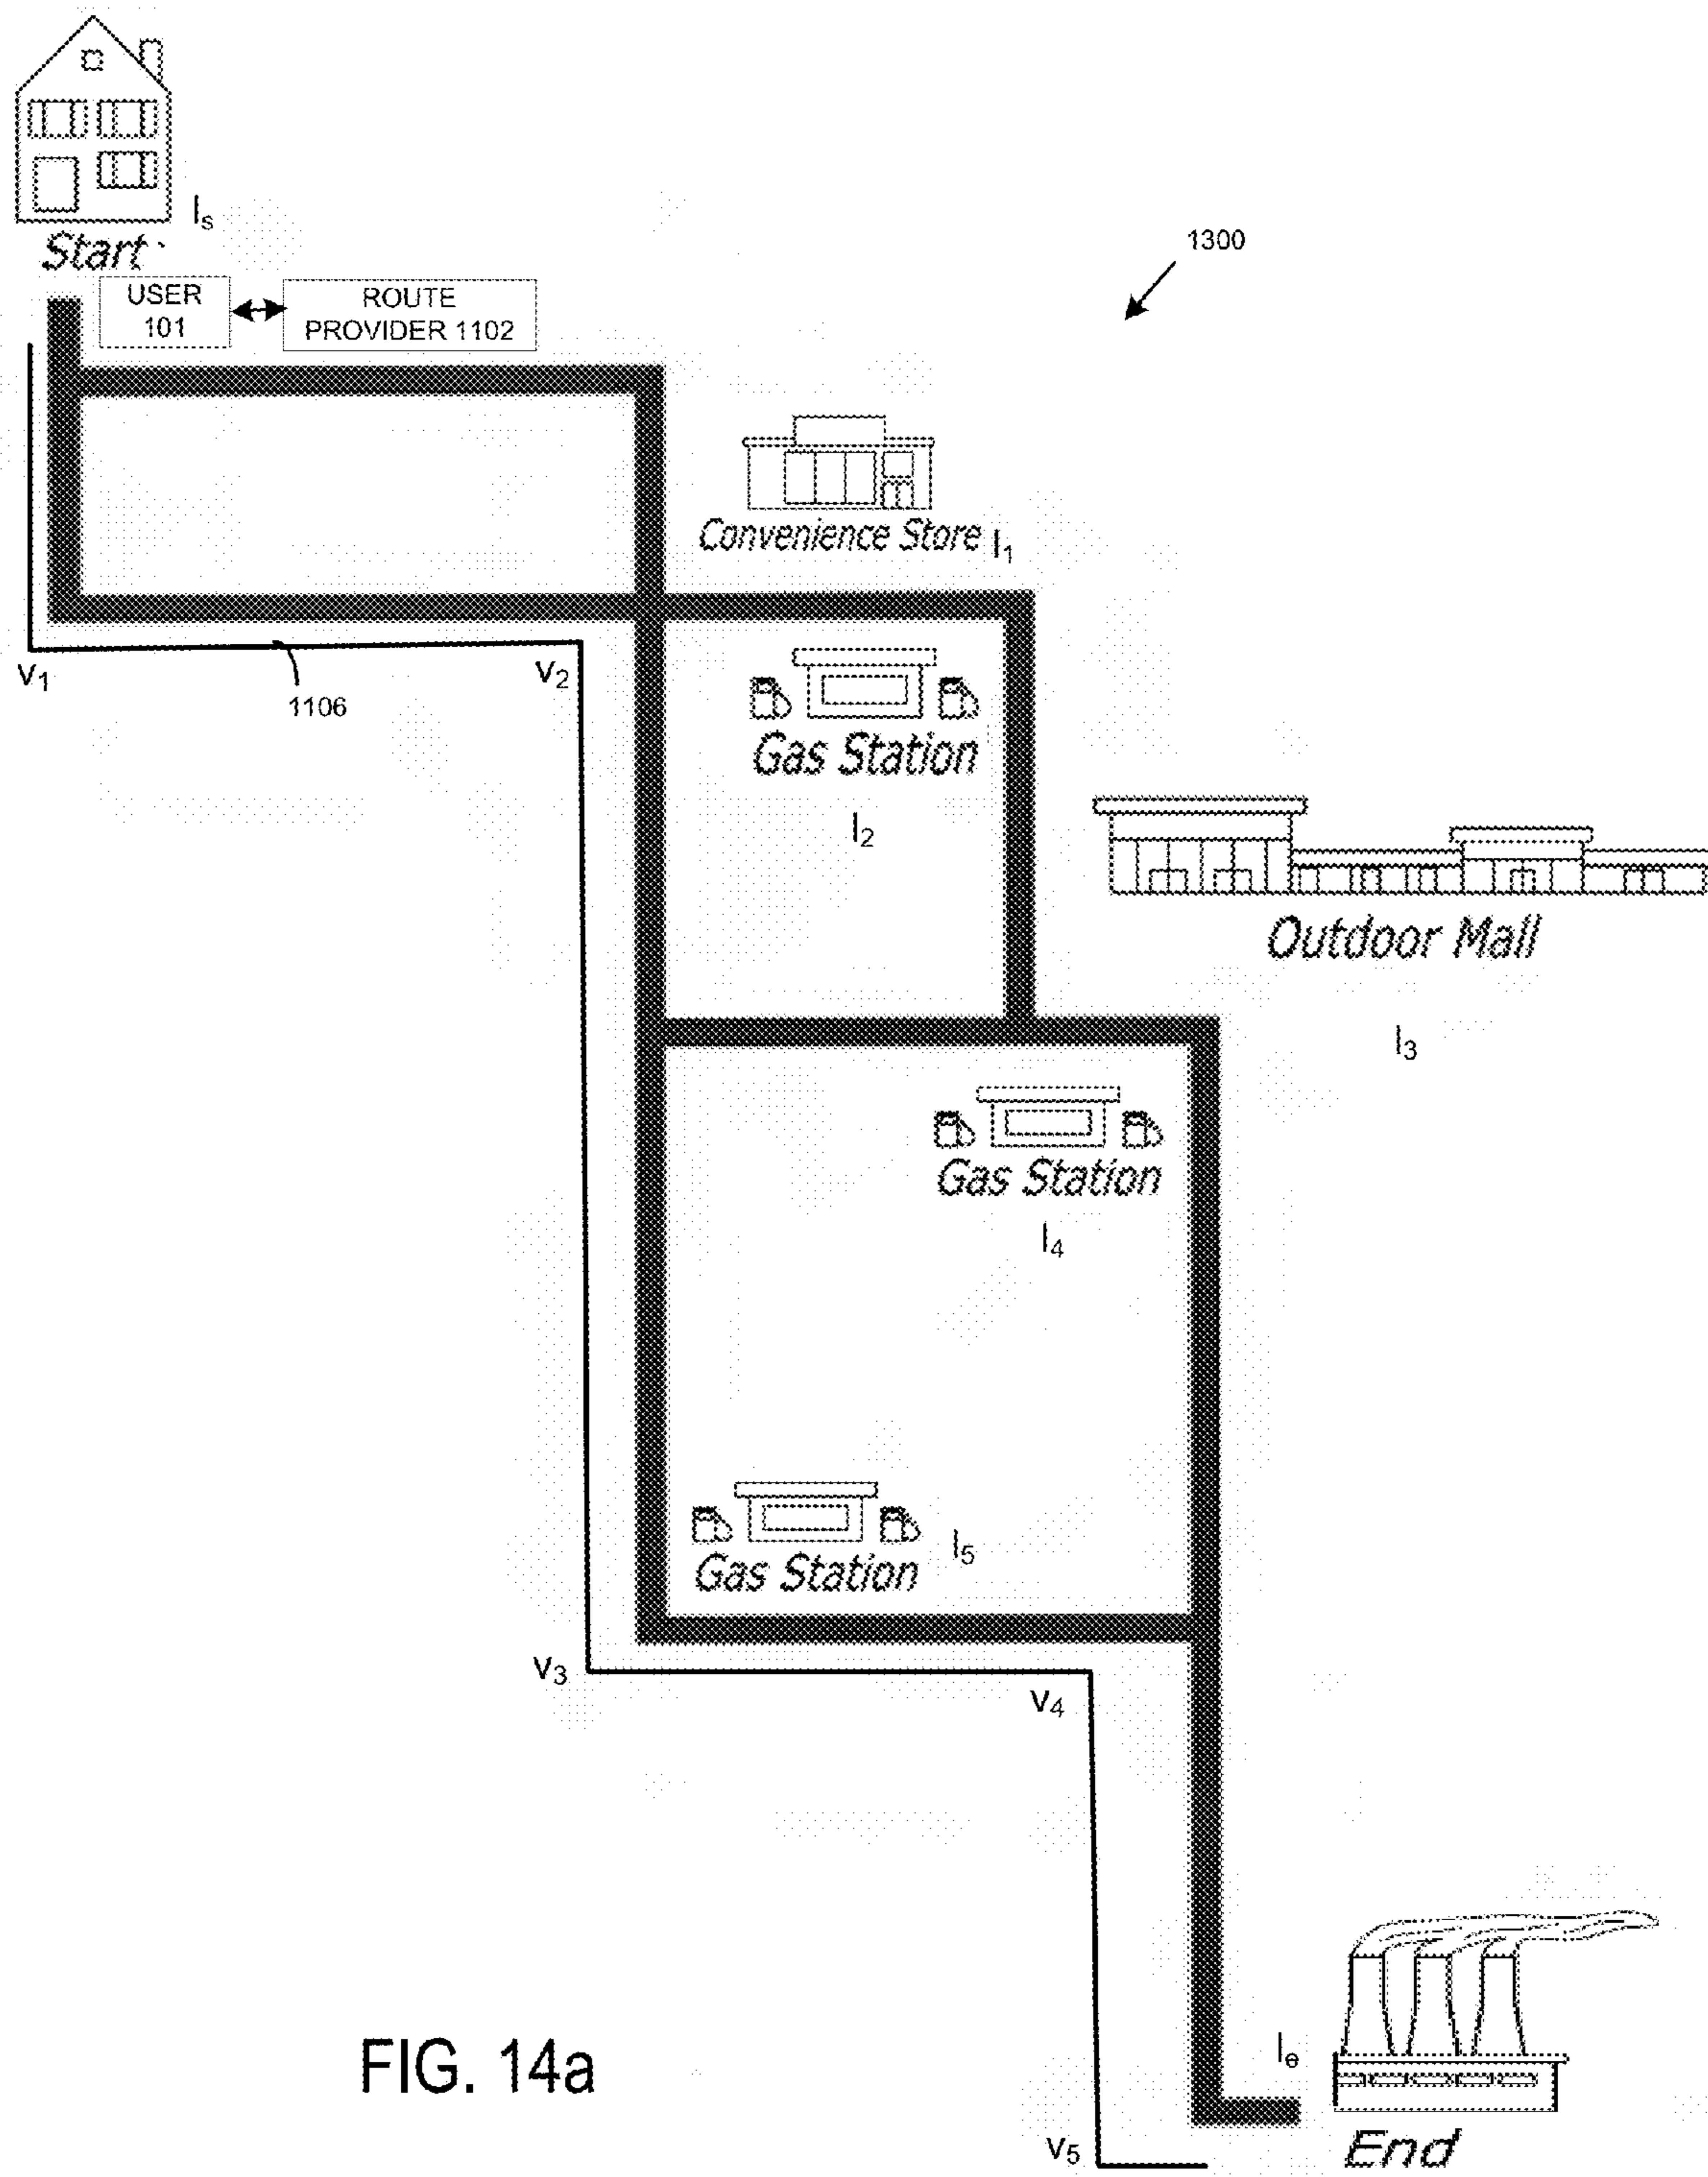 lₛ
Start
1300
USER
101
ROUTE
PROVIDER 1102
Convenience Store l₁
v₁
v₂
1106
Gas Station
l₂
Outdoor Mall
l₃
Gas Station
l₄
l₅
Gas Station
v₃
v₄
lₑ
FIG. 14a
v₅
End